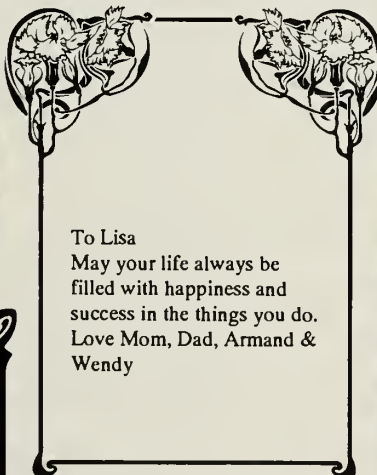 To Lisa
May your life always be
filled with happiness and
success in the things you do.
Love Mom, Dad, Armand &
Wendy